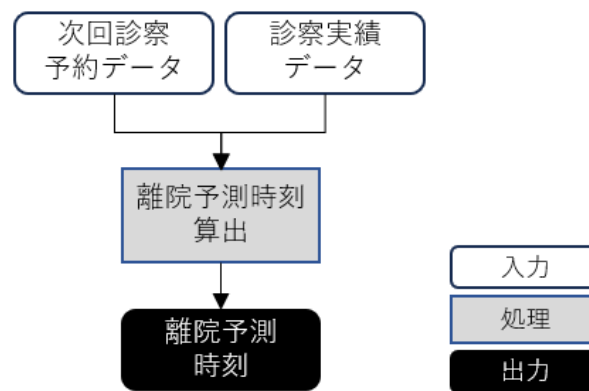 次回診察
予約データ
診察実績
データ
離院予測時刻
算出
離院予測
時刻
入力
処理
出力